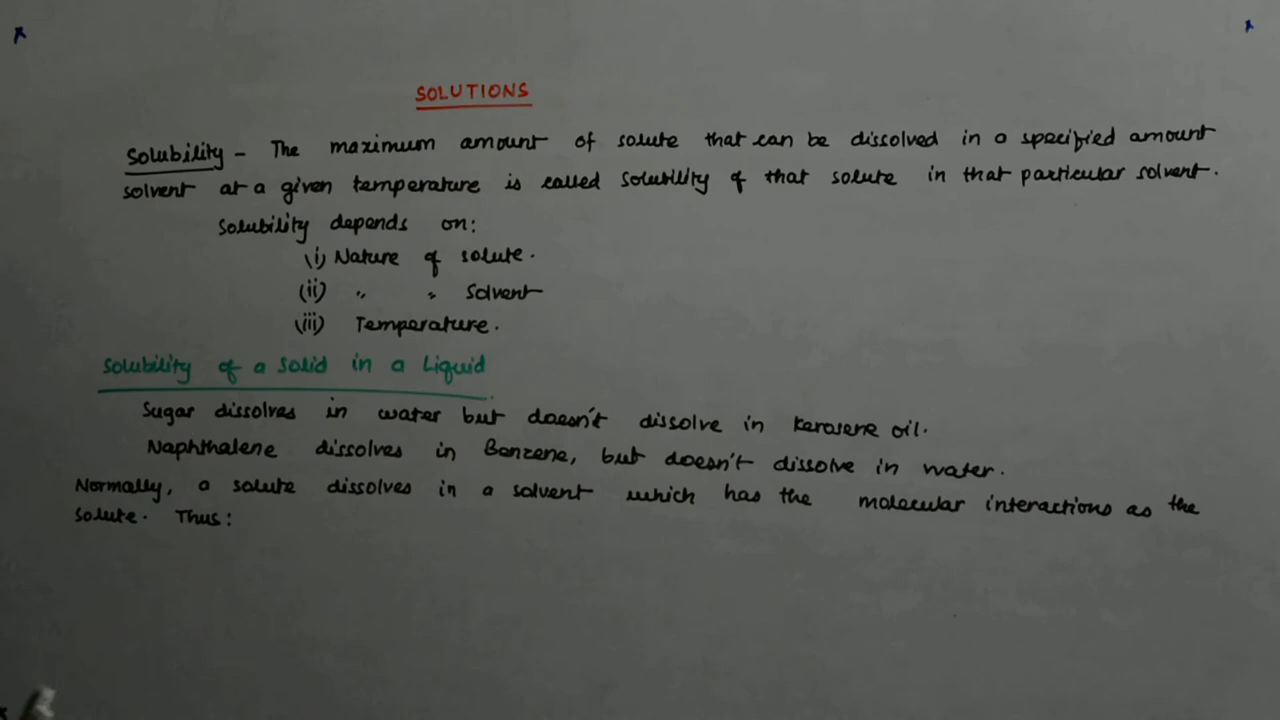 SOLUTIONS
Solubility - The maximum amount of solute that can be dissolved in a specified amount
solvent at a given temperature is called solubility of that solute in that particular solvent.
Solubility depends on:
(i) Nature of solute.
(ii) " " Solvent
(iii) Temperature.
Solubility of a Solid in a Liquid
Sugar dissolves in water but doesn't dissolve in kerosene oil.
Naphthalene dissolves in Benzene, but doesn't dissolve in water.
Normally, a solute dissolves in a solvent which has the molecular interactions as the
solute. Thus: